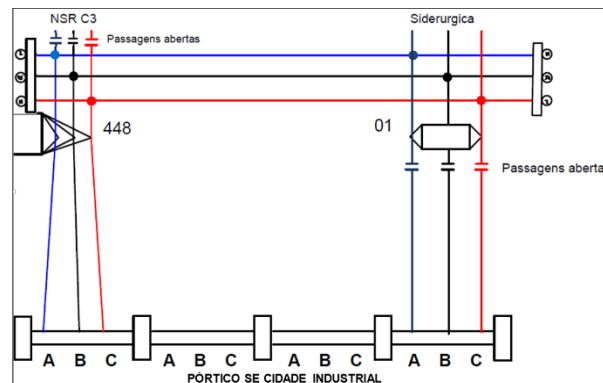 NSR C3
Siderurgica
Passagens abertas
448
01
Passagens aberta
A B C A B C A B C A B C
PÓRTICO SE CIDADE INDUSTRIAL